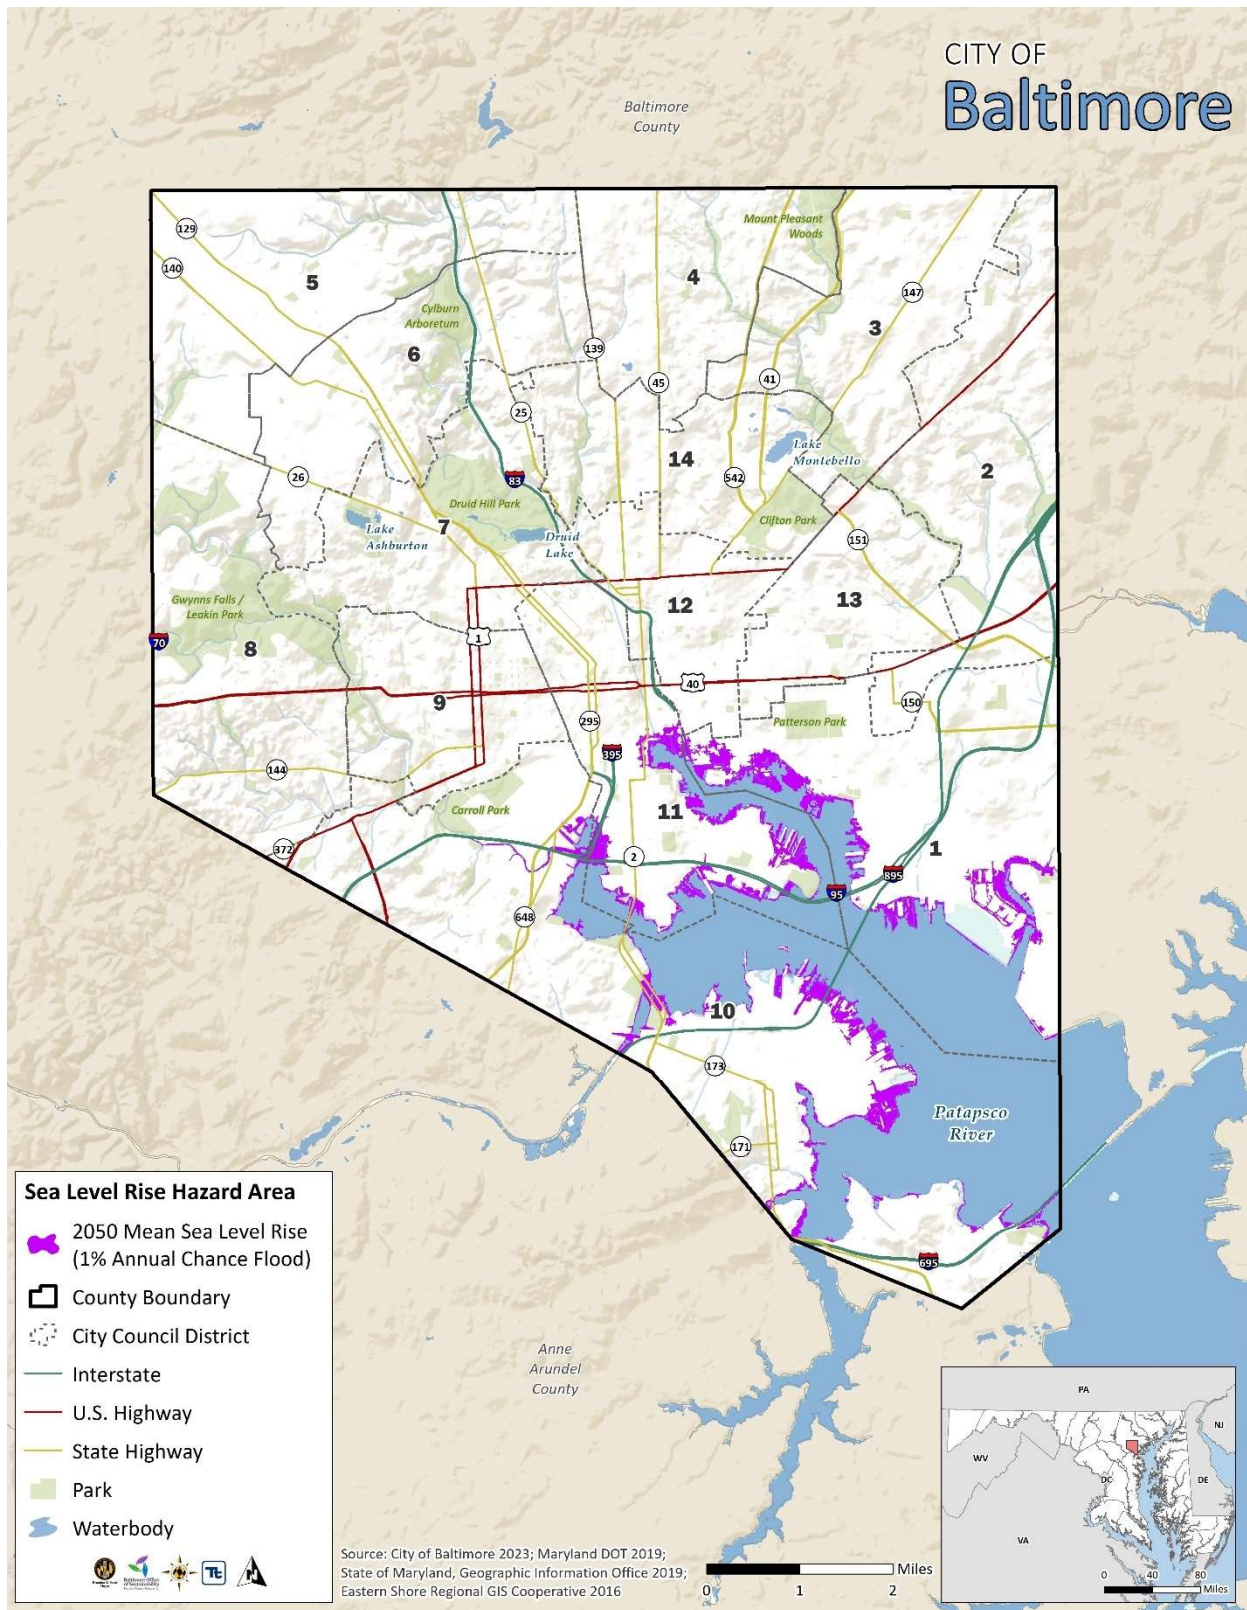 CITY OF
Baltimore
Baltimore
County
Mount Pleasant
Woods
129
140
5
4
147
3
Cylburn
Arboretum
6
139
45
41
25
Lake
Montebello
14
2
26
83
542
Druid Hill Park
Clifton Park
7
Lake
Ashburton
Druid
Lake
151
Gwynns Falls /
Leakin Park
12
13
70
8
1
40
9
150
295
Patterson Park
395
144
Carroll Park
11
372
2
1
895
95
648
10
173
Patapsco
River
171
695
Sea Level Rise Hazard Area
2050 Mean Sea Level Rise
(1% Annual Chance Flood)
County Boundary
City Council District
Interstate
U.S. Highway
State Highway
Park
Waterbody
Anne
Arundel
County
Source: City of Baltimore 2023; Maryland DOT 2019;
State of Maryland, Geographic Information Office 2019;
Eastern Shore Regional GIS Cooperative 2016
Miles
0 1 2
PA
NJ
WV
DC
DE
VA
0 40 80
Miles
Tt
N